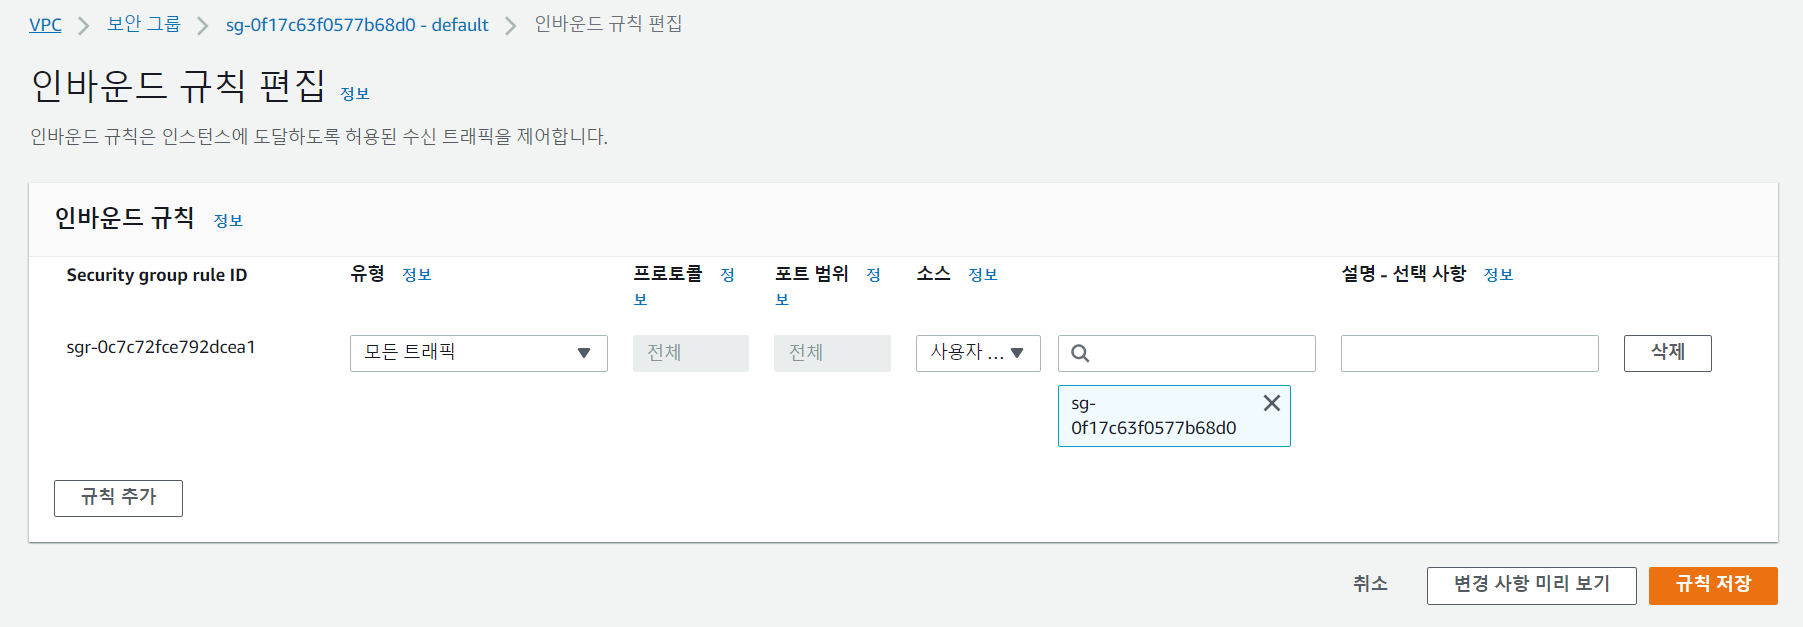 VPC > 보안 그룹 > sg-0f17c63f0577b68d0 - default > 인바운드 규칙 편집
인바운드 규칙 편집 정보
인바운드 규칙은 인스턴스에 도달하도록 허용된 수신 트래픽을 제어합니다.
인바운드 규칙 정보
Security group rule ID 유형 정보 프로토콜 정보 포트 범위 정보 소스 정보 설명 - 선택 사항 정보
sgr-0c7c72fce792dcea1 모든 트래픽 전체 전체 사용자 ... 삭제
sg-
0f17c63f0577b68d0
규칙 추가
취소 변경 사항 미리 보기 규칙 저장